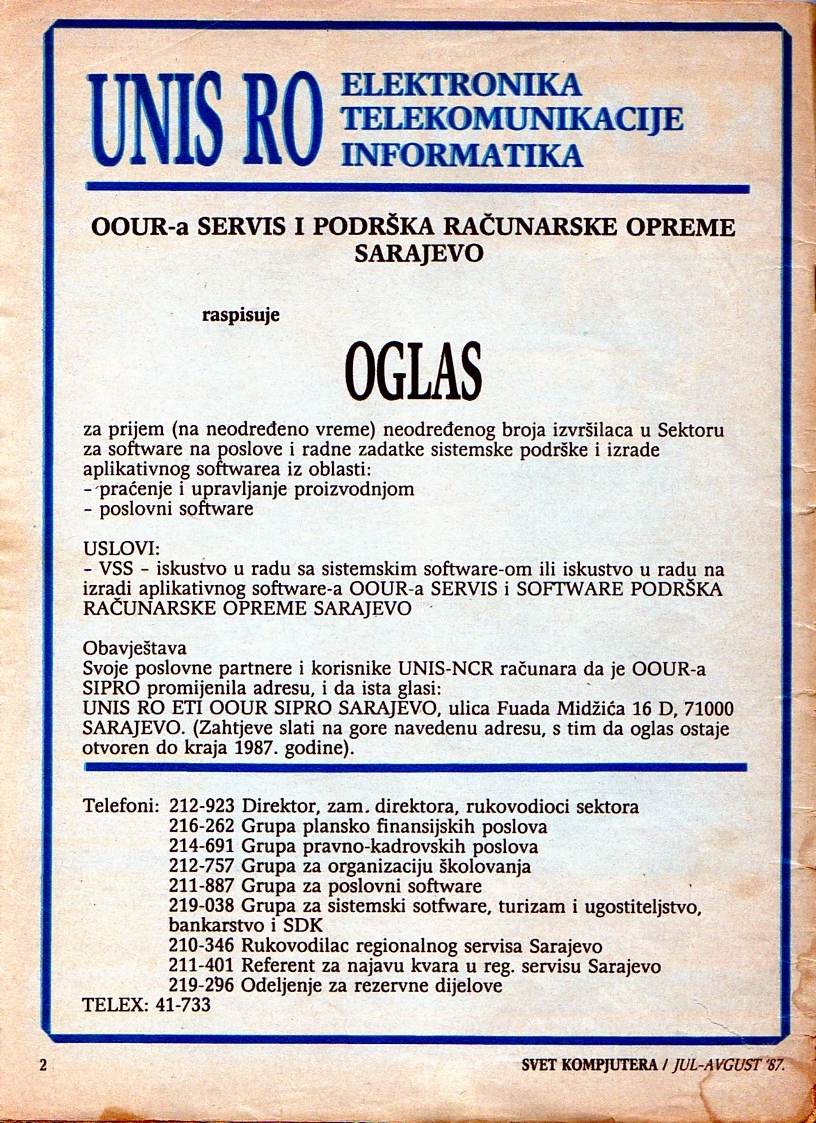 UNIS RO
ELEKTRONIKA
TELEKOMUNIKACIJE
INFORMATIKA
OOUR-a SERVIS I PODRŠKA RAČUNARSKE OPREME
SARAJEVO
raspisuje
OGLAS
za prijem (na neodređeno vreme) neodređenog broja izvršilaca u Sektoru
za software na poslove i radne zadatke sistemske podrške i izrade
aplikativnog softwarea iz oblasti:
- praćenje i upravljanje proizvodnjom
- poslovni software
USLOVI:
- VSS - iskustvo u radu sa sistemskim software-om ili iskustvo u radu na
izradi aplikativnog software-a OOUR-a SERVIS i SOFTWARE PODRŠKA
RAČUNARSKE OPREME SARAJEVO
Obavještava
Svoje poslovne partnere i korisnike UNIS-NCR računara da je OOUR-a
SIPRO promijenila adresu, i da ista glasi:
UNIS RO ETI OOUR SIPRO SARAJEVO, ulica Fuada Midžića 16 D, 71000
SARAJEVO. (Zahtjeve slati na gore navedenu adresu, s tim da oglas ostaje
otvoren do kraja 1987. godine).
Telefoni: 212-923 Direktor, zam. direktora, rukovodioci sektora
216-262 Grupa plansko finansijskih poslova
214-691 Grupa pravno-kadrovskih poslova
212-757 Grupa za organizaciju školovanja
211-887 Grupa za poslovni software
219-038 Grupa za sistemski sotfware, turizam i ugostiteljstvo,
bankarstvo i SDK
210-346 Rukovodilac regionalnog servisa Sarajevo
211-401 Referent za najavu kvara u reg. servisu Sarajevo
219-296 Odeljenje za rezervne dijelove
TELEX: 41-733
2
SVET KOMPJUTERA / JUL-AVGUST '87.